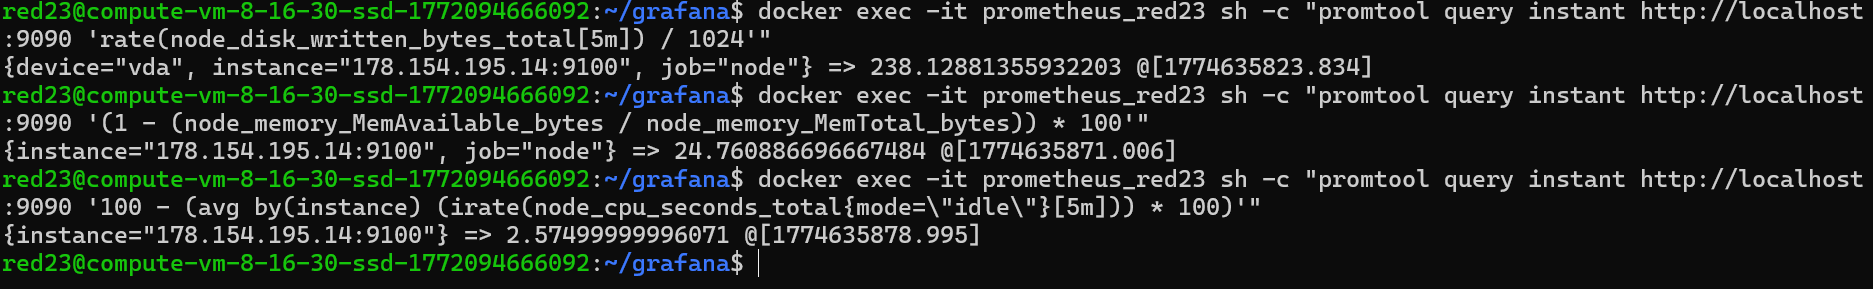 red23@compute-vm-8-16-30-ssd-1772094666092:~/grafana$ docker exec -it prometheus_red23 sh -c "promtool query instant http://localhost
:9090 'rate(node_disk_written_bytes_total[5m]) / 1024'"
{device="vda", instance="178.154.195.14:9100", job="node"} => 238.12881355932203 @[1774635823.834]
red23@compute-vm-8-16-30-ssd-1772094666092:~/grafana$ docker exec -it prometheus_red23 sh -c "promtool query instant http://localhost
:9090 '(1 - (node_memory_MemAvailable_bytes / node_memory_MemTotal_bytes)) * 100'"
{instance="178.154.195.14:9100", job="node"} => 24.760886696667484 @[1774635871.006]
red23@compute-vm-8-16-30-ssd-1772094666092:~/grafana$ docker exec -it prometheus_red23 sh -c "promtool query instant http://localhost
:9090 '100 - (avg by(instance) (irate(node_cpu_seconds_total{mode=\"idle\"}[5m])) * 100)'"
{instance="178.154.195.14:9100"} => 2.57499999996071 @[1774635878.995]
red23@compute-vm-8-16-30-ssd-1772094666092:~/grafana$